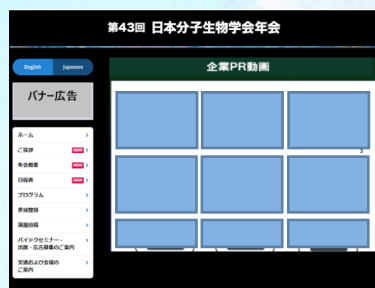 第43回 日本分子生物学会年会
English Japanese
企業PR動画
バナー広告
ホーム
ご挨拶 NEW
年会概要 NEW
日程表 NEW
プログラム
参加登録
演題投稿
バイテクセミナー・
出展・広告募集のご案内
交通および会場の
ご案内